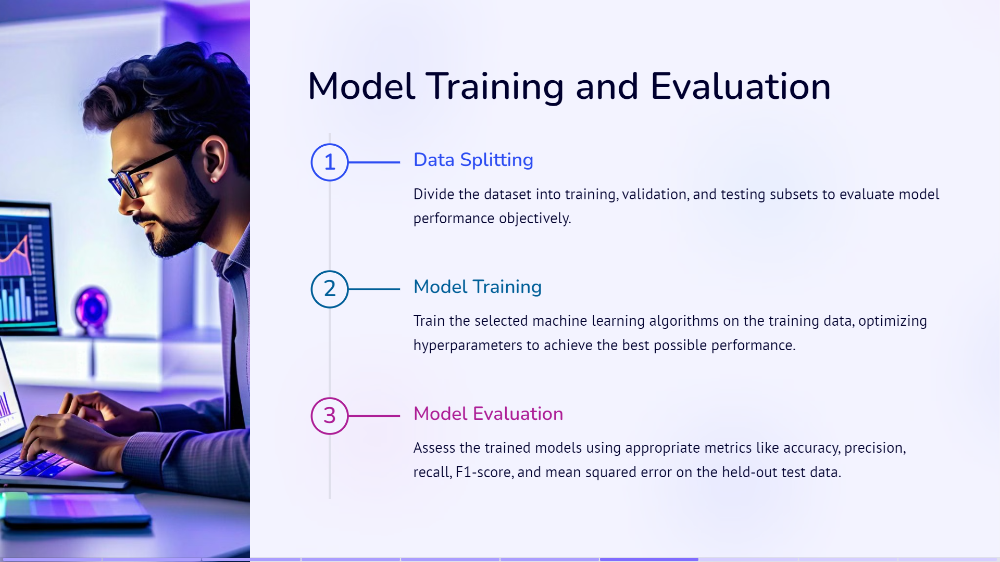 Model Training and Evaluation
1
Data Splitting
Divide the dataset into training, validation, and testing subsets to evaluate model
performance objectively.
2
Model Training
Train the selected machine learning algorithms on the training data, optimizing
hyperparameters to achieve the best possible performance.
3
Model Evaluation
Assess the trained models using appropriate metrics like accuracy, precision,
recall, F1-score, and mean squared error on the held-out test data.